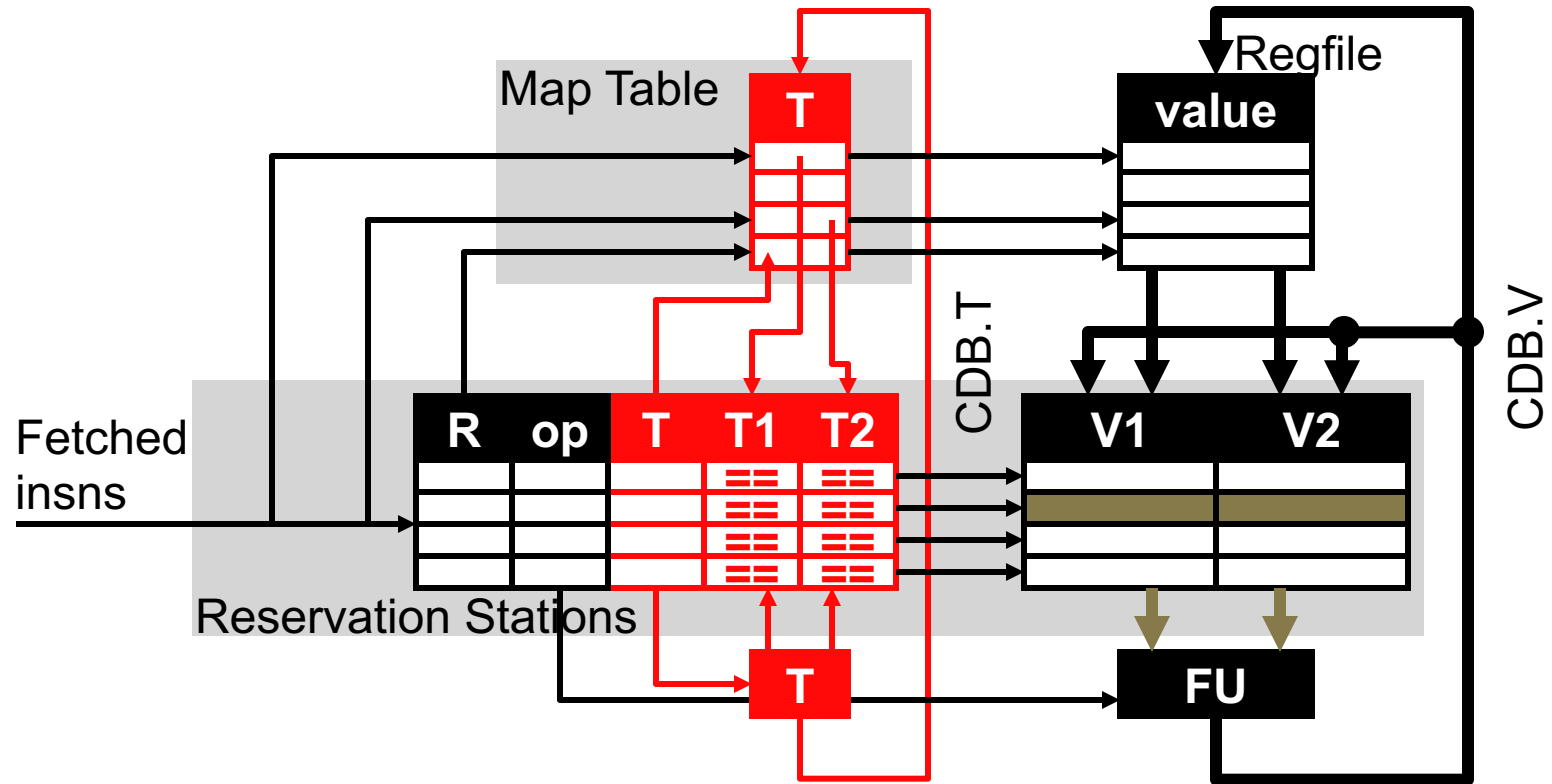 Regfile
Map Table
T
value
CDB.T
CDB.V
Fetched
insns
R op T T1 T2
V1 V2
== ==
== ==
== ==
== ==
Reservation Stations
T
FU